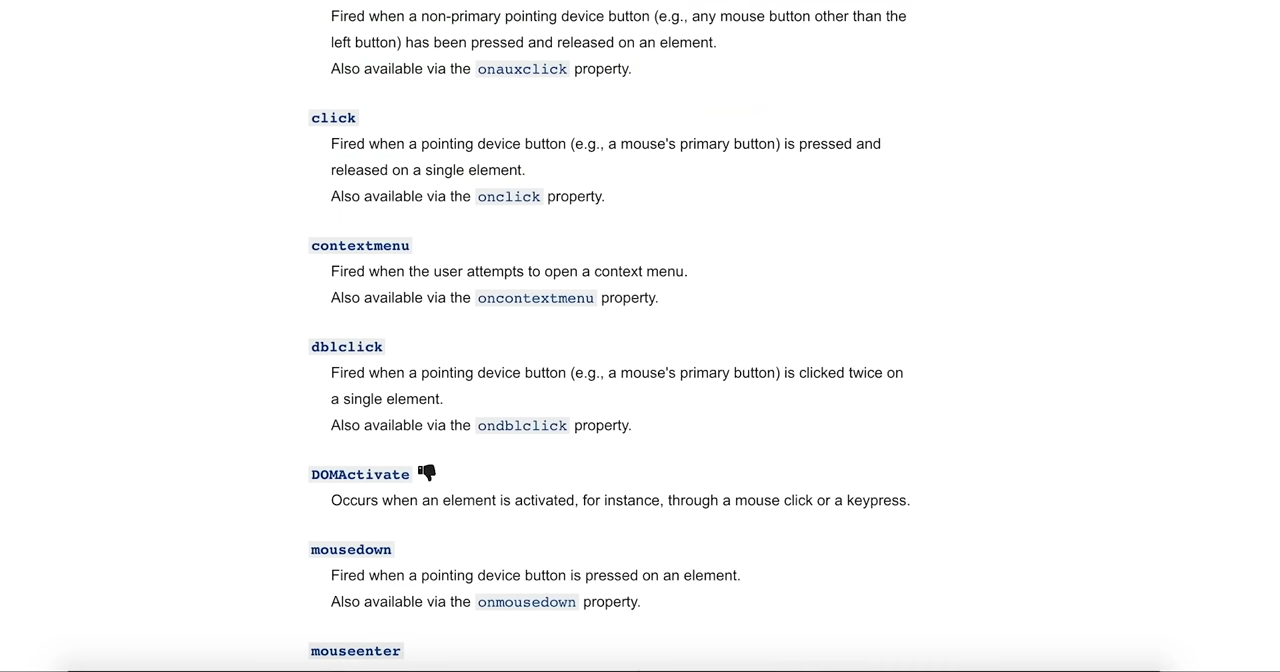 Fired when a non-primary pointing device button (e.g., any mouse button other than the
left button) has been pressed and released on an element.
Also available via the onauxclick property.
click
Fired when a pointing device button (e.g., a mouse's primary button) is pressed and
released on a single element.
Also available via the onclick property.
contextmenu
Fired when the user attempts to open a context menu.
Also available via the oncontextmenu property.
dblclick
Fired when a pointing device button (e.g., a mouse's primary button) is clicked twice on
a single element.
Also available via the ondblclick property.
DOMActivate
Occurs when an element is activated, for instance, through a mouse click or a keypress.
mousedown
Fired when a pointing device button is pressed on an element.
Also available via the onmousedown property.
mouseenter